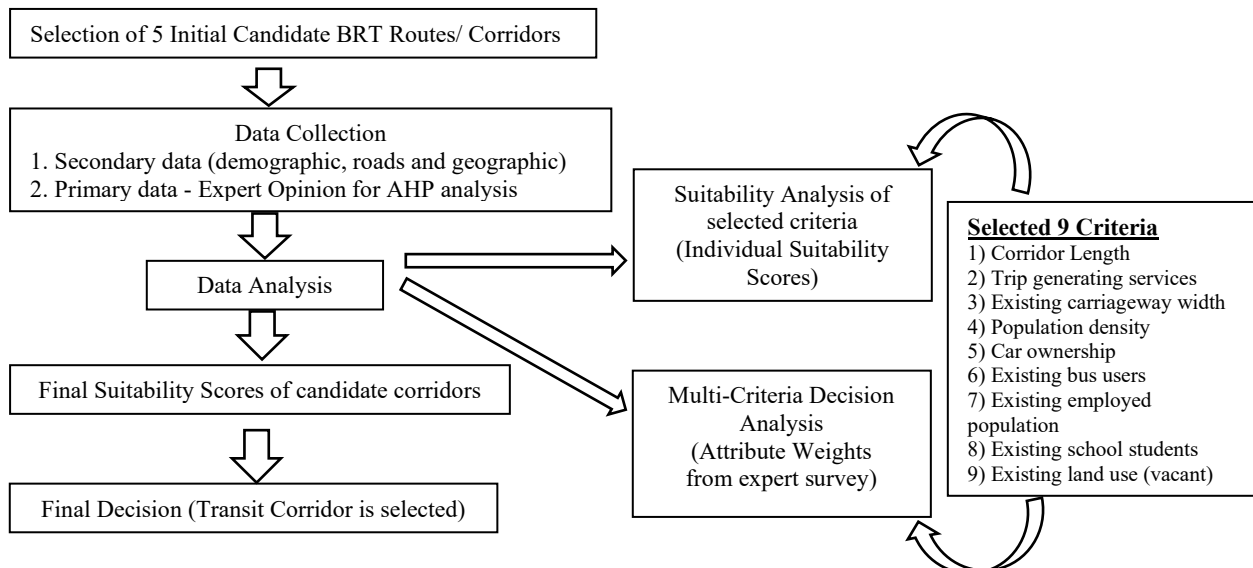 Selection of 5 Initial Candidate BRT Routes/ Corridors
Data Collection
1. Secondary data (demographic, roads and geographic)
2. Primary data - Expert Opinion for AHP analysis
Data Analysis
Final Suitability Scores of candidate corridors
Final Decision (Transit Corridor is selected)
Suitability Analysis of
selected criteria
(Individual Suitability
Scores)
Multi-Criteria Decision
Analysis
(Attribute Weights
from expert survey)
Selected 9 Criteria
1) Corridor Length
2) Trip generating services
3) Existing carriageway width
4) Population density
5) Car ownership
6) Existing bus users
7) Existing employed
population
8) Existing school students
9) Existing land use (vacant)